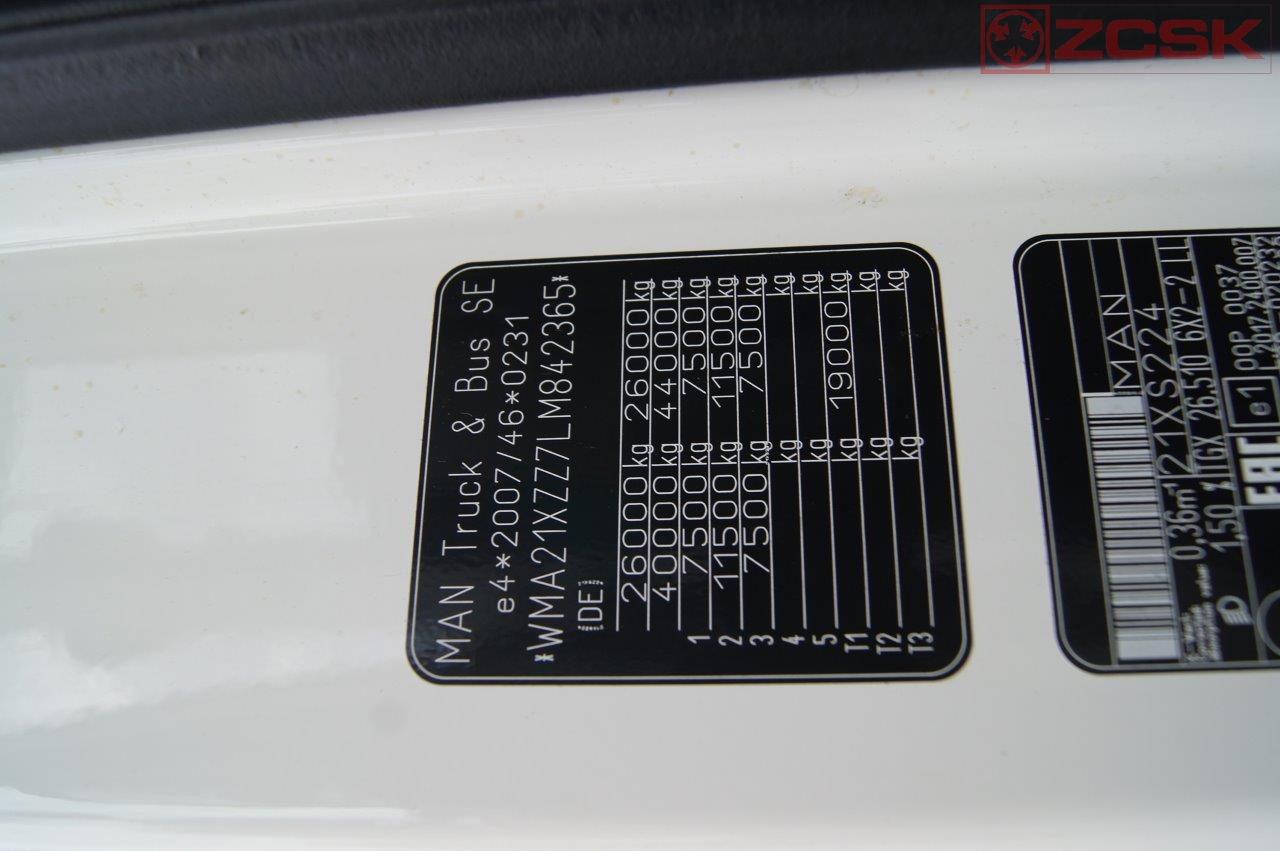 ZCSK
MAN Truck & Bus SE
e4*2007/46*0231
*WMA21XZZ7LM842365*
DE
26000 kg 26000 kg
40000 kg 44000 kg
1 7500 kg 7500 kg
2 11500 kg 11500 kg
3 7500 kg 7500 kg
4 kg kg
5 kg kg
T1 kg 19000 kg
T2 kg kg
T3 kg kg
MAN
0,36m-1 21XS224
1,50 % TGX 26.510 6X2-2 LL
EAC e1 00P 0037